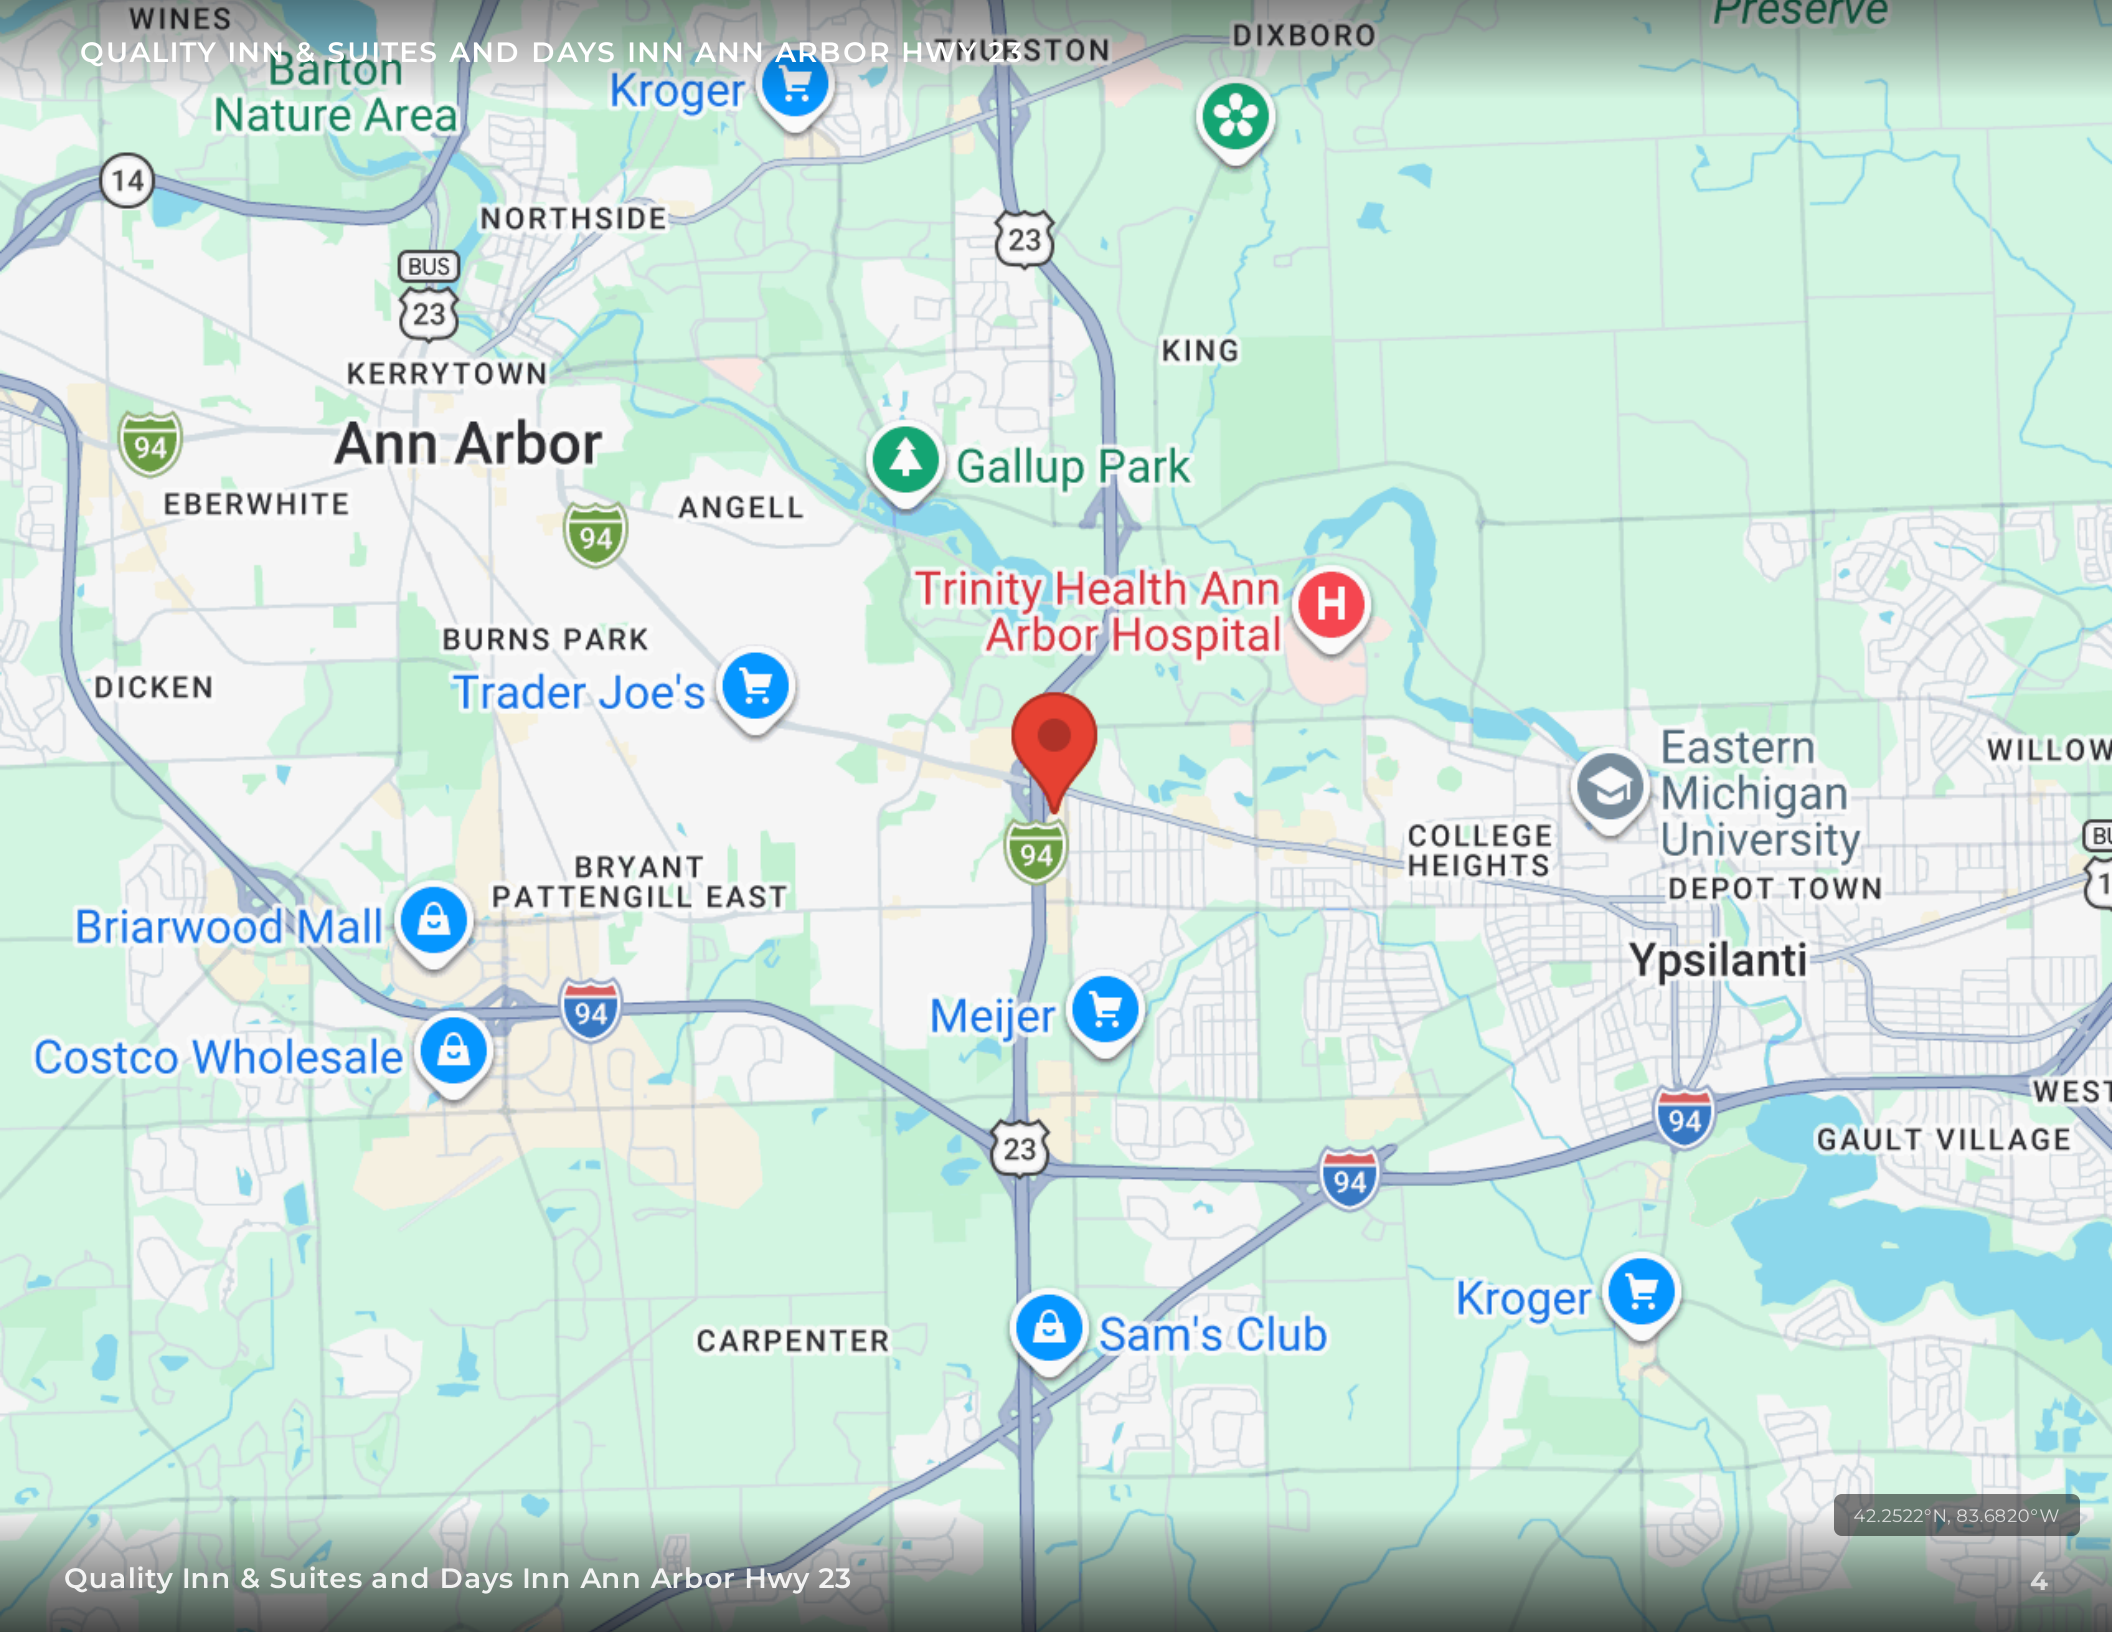 WINES
Preserve
QUALITY INN & SUITES AND DAYS INN ANN ARBOR HWY 23
THURSTON
DIXBORO
Barton
Nature Area
Kroger
14
NORTHSIDE
23
BUS
23
KING
KERRYTOWN
94
Ann Arbor
Gallup Park
EBERWHITE
ANGELL
94
Trinity Health Ann
Arbor Hospital
H
BURNS PARK
DICKEN
Trader Joe's
Eastern
Michigan
University
WILLOW
94
COLLEGE
HEIGHTS
BU
1
BRYANT
PATTENGILL EAST
DEPOT TOWN
Briarwood Mall
Ypsilanti
94
Meijer
Costco Wholesale
WEST
94
23
GAULT VILLAGE
94
Kroger
CARPENTER
Sam's Club
42.2522°N, 83.6820°W
Quality Inn & Suites and Days Inn Ann Arbor Hwy 23
4